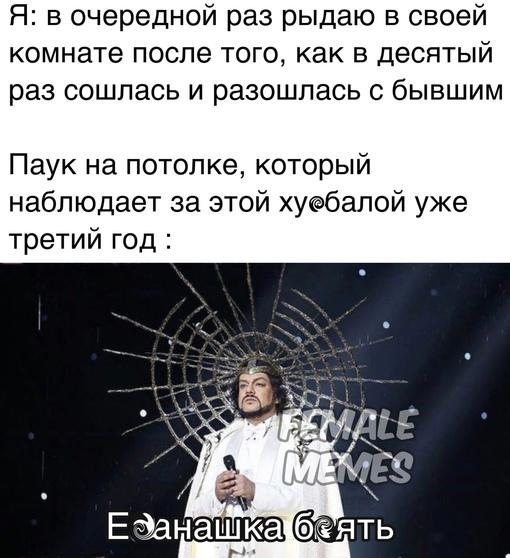 Я: в очередной раз рыдаю в своей
комнате после того, как в десятый
раз сошлась и разошлась с бывшим
Паук на потолке, который
наблюдает за этой ху🌀балой уже
третий год :
FEMALE
MEMES
Е🌀анашка б🌀ять